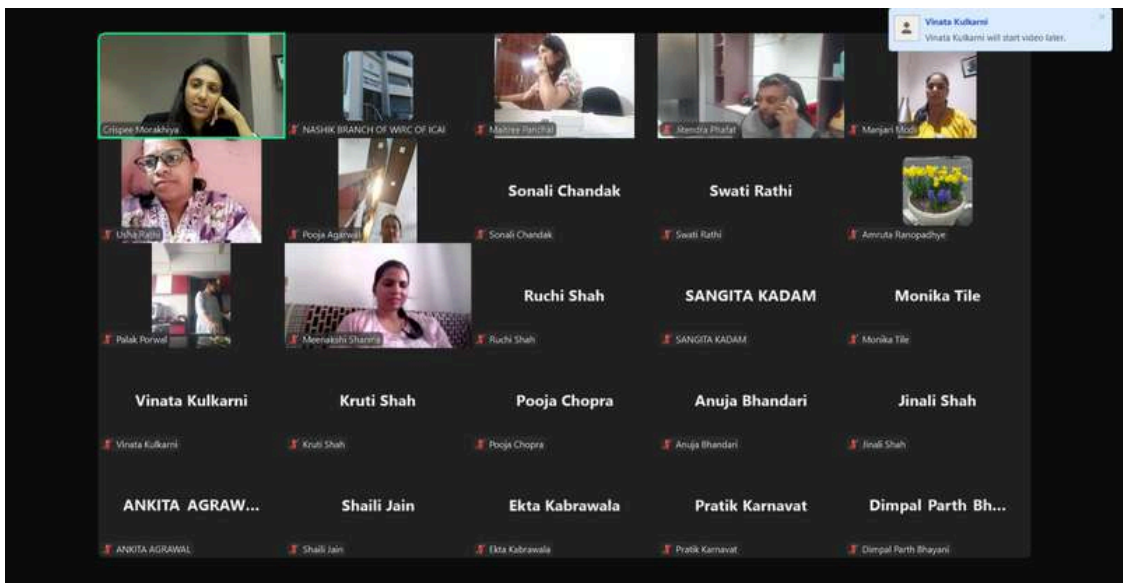 Vinata Kulkarni
Vinata Kulkarni will start video later.
Crispee Morakhiya
NASHIK BRANCH OF WIRC OF ICAI
Maitree Panchal
Jitendra Phafat
Manjari Modi
Usha Rathi
Pooja Agarwal
Sonali Chandak
Sonali Chandak
Swati Rathi
Swati Rathi
Amruta Ranopadhye
Palak Porwal
Meenakshi Sharma
Ruchi Shah
Ruchi Shah
SANGITA KADAM
SANGITA KADAM
Monika Tile
Monika Tile
Vinata Kulkarni
Vinata Kulkarni
Kruti Shah
Kruti Shah
Pooja Chopra
Pooja Chopra
Anuja Bhandari
Anuja Bhandari
Jinali Shah
Jinali Shah
ANKITA AGRAW...
ANKITA AGRAWAL
Shaili Jain
Shaili Jain
Ekta Kabrawala
Ekta Kabrawala
Pratik Karnavat
Pratik Karnavat
Dimpal Parth Bh...
Dimpal Parth Bhayani